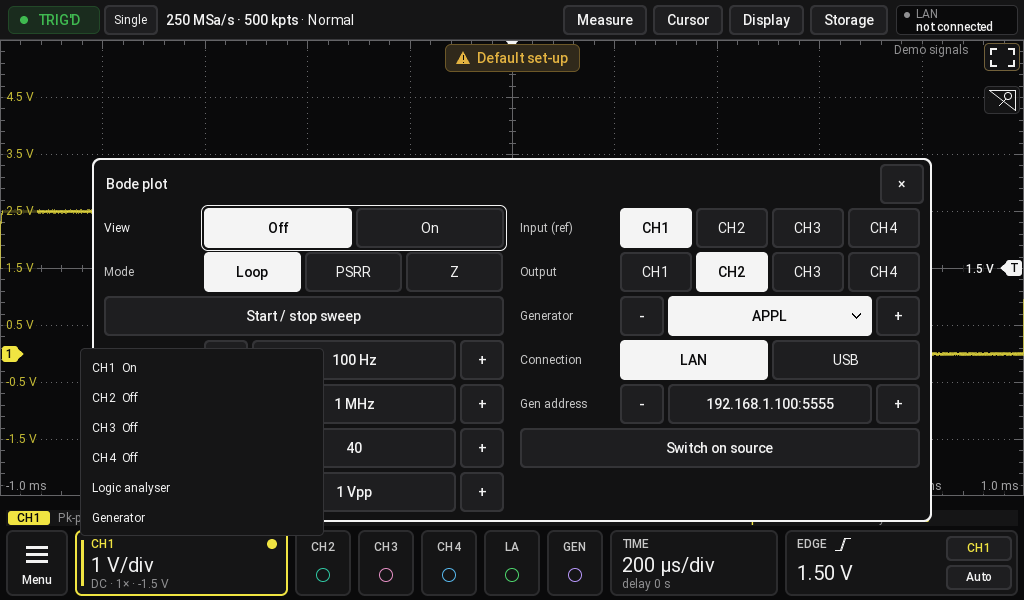 TRIG'D
Single
250 MSa/s · 500 kpts · Normal
Measure
Cursor
Display
Storage
LAN
not connected
Demo signals
Default set-up
4.5 V
3.5 V
2.5 V
1.5 V
0.5 V
-0.5 V
-1.5 V
-1.0 ms
1.0 ms
1
1.5 V
T
Bode plot
×
View
Off
On
Mode
Loop
PSRR
Z
Start / stop sweep
100 Hz
+
1 MHz
+
40
+
1 Vpp
+
Input (ref)
CH1
CH2
CH3
CH4
Output
CH1
CH2
CH3
CH4
Generator
-
APPL
+
Connection
LAN
USB
Gen address
-
192.168.1.100:5555
+
Switch on source
CH1 On
CH2 Off
CH3 Off
CH4 Off
Logic analyser
Generator
CH1
Pk-p
Menu
CH1
1 V/div
DC · 1× · -1.5 V
CH2
CH3
CH4
LA
GEN
TIME
200 µs/div
delay 0 s
EDGE
1.50 V
CH1
Auto